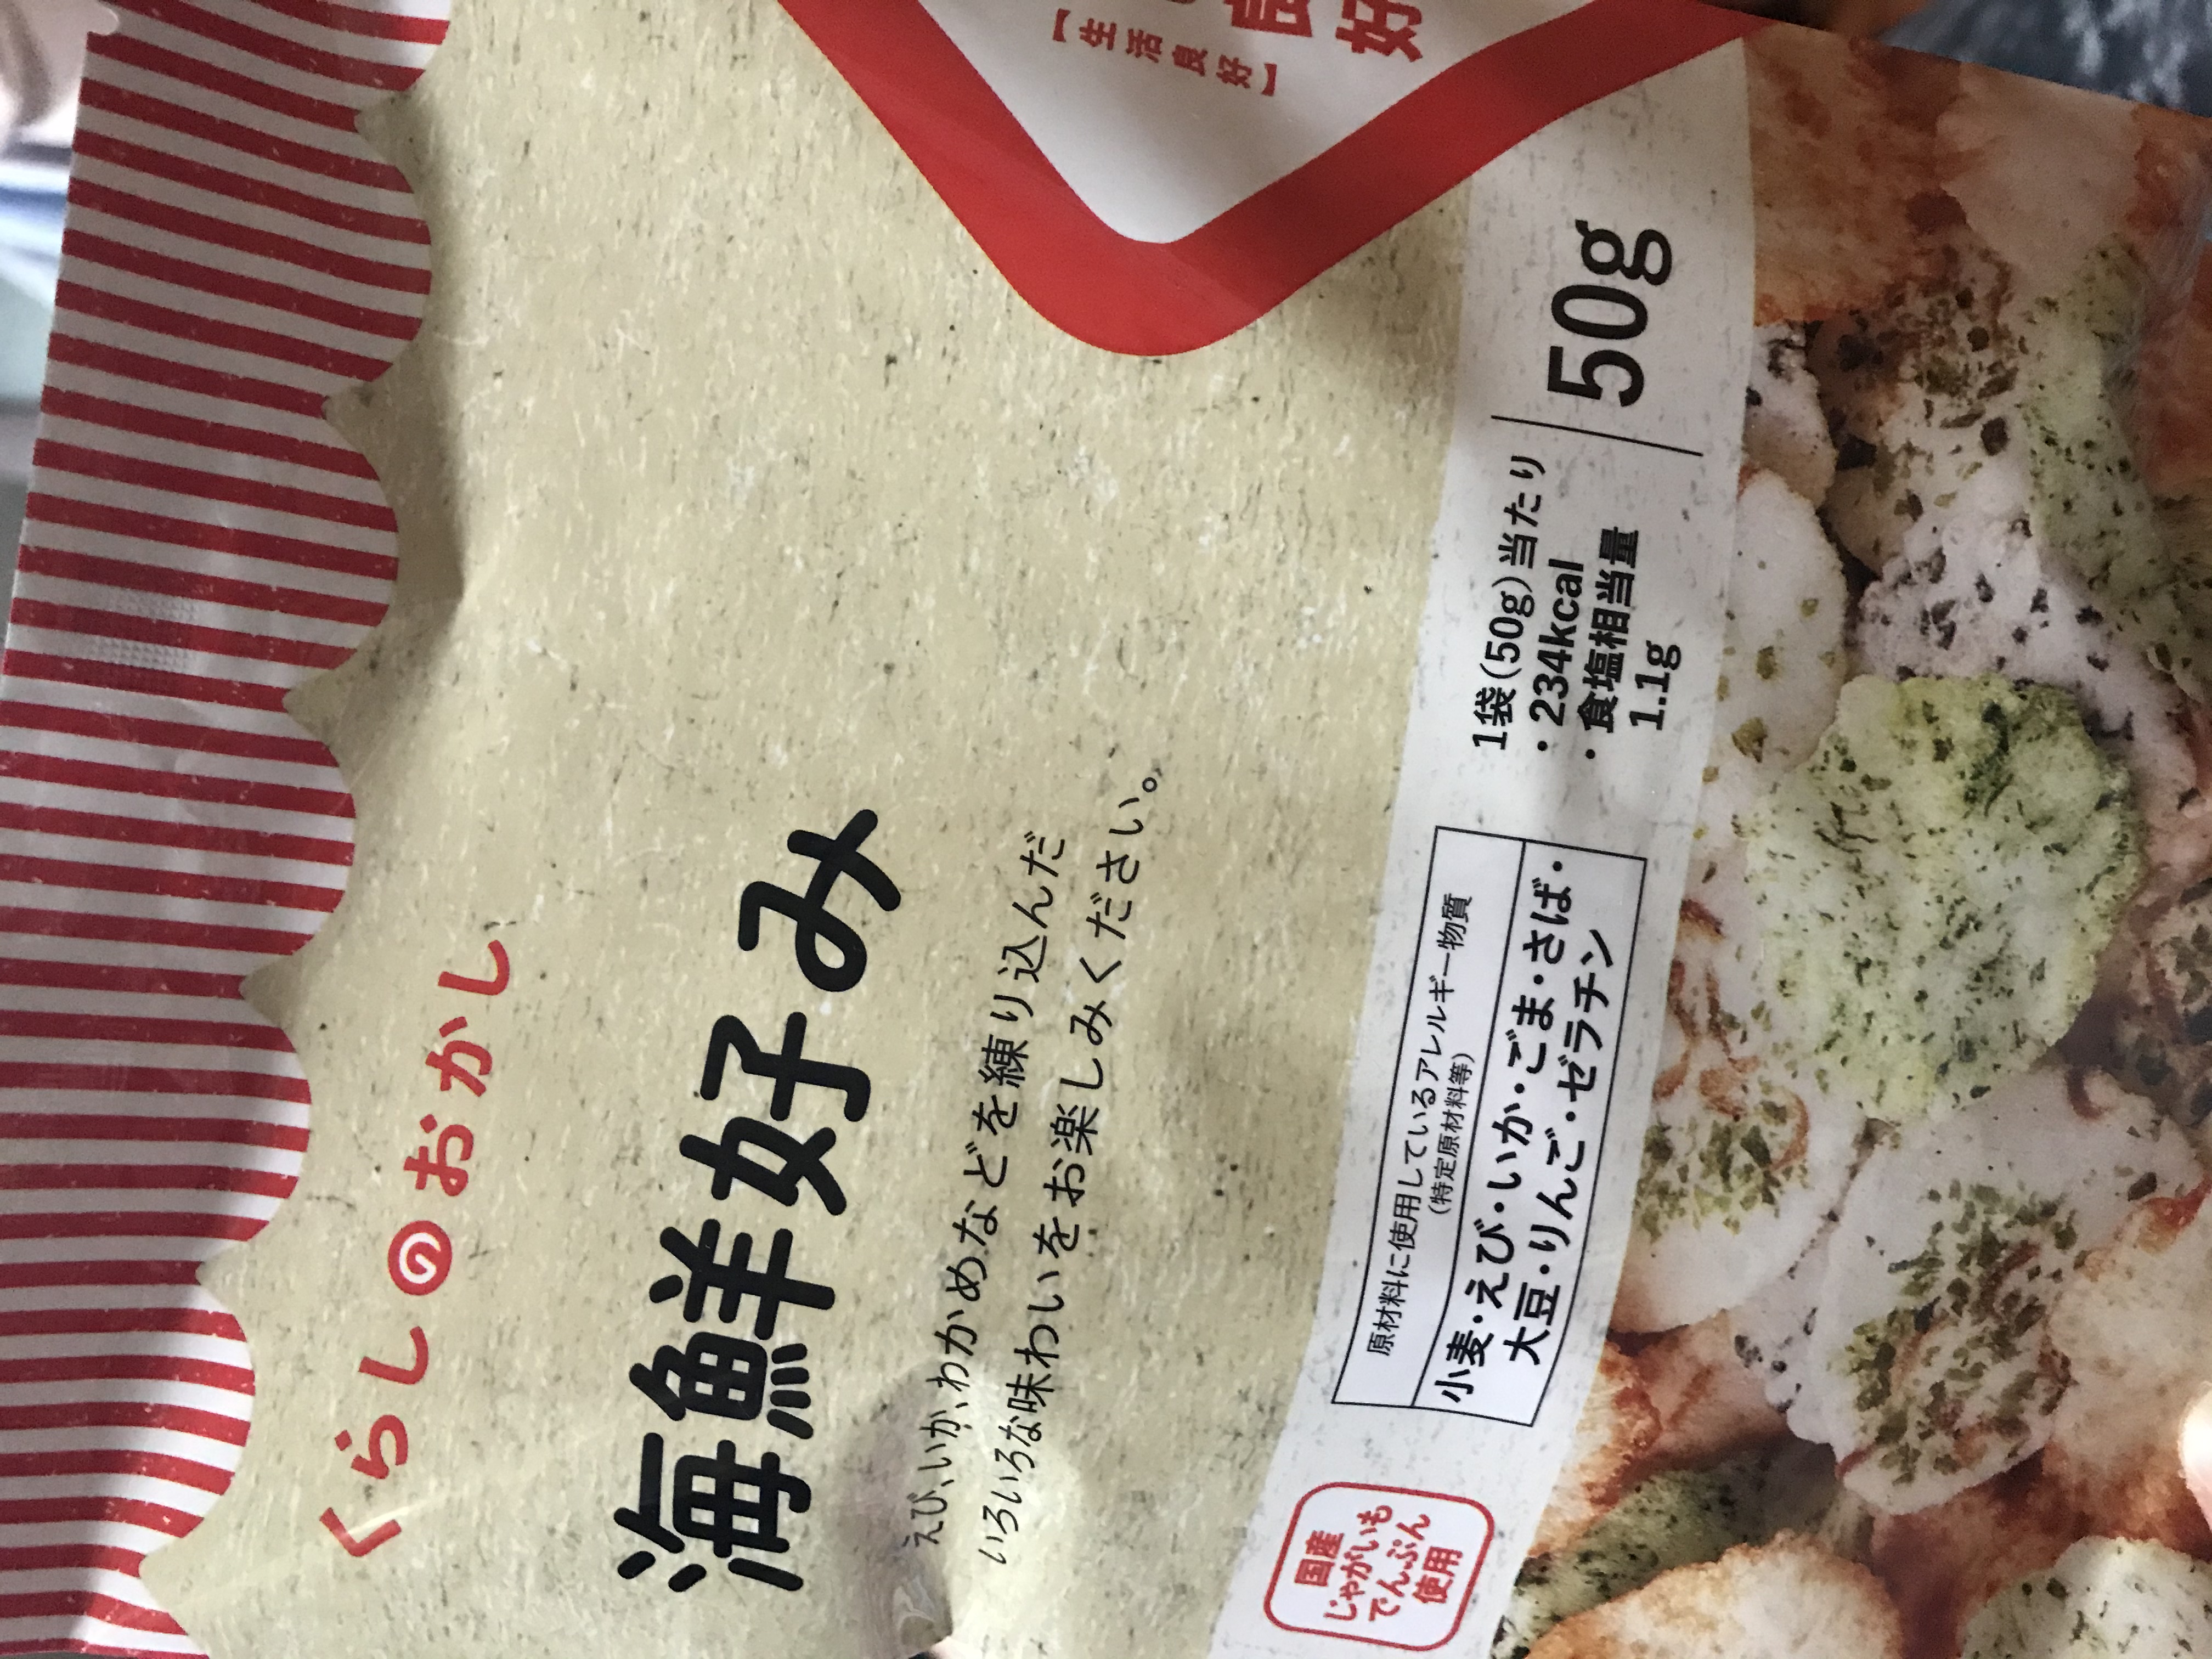 くらしのおかし
海鮮好み
えび、いか、わかめなどを練り込んだ
いろいろな味わいをお楽しみください。
好
【生活良好】
国産
じゃがいも
でんぷん
使用
原材料に使用しているアレルギー物質
(特定原材料等)
小麦・えび・いか・ごま・さば・
大豆・りんご・ゼラチン
1袋(50g)当たり
・234kcal
・食塩相当量
1.1g
50g